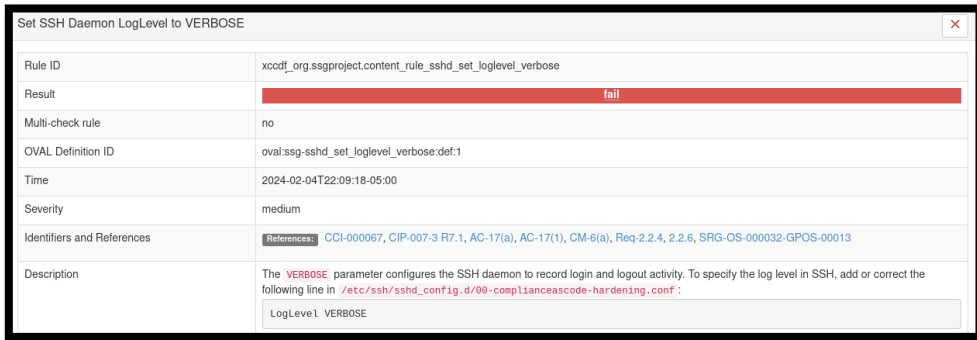 Set SSH Daemon LogLevel to VERBOSE
Rule ID xccdf_org.ssgproject.content_rule_sshd_set_loglevel_verbose
Result fail
Multi-check rule no
OVAL Definition ID oval:ssg-sshd_set_loglevel_verbose:def:1
Time 2024-02-04T22:09:18-05:00
Severity medium
Identifiers and References References: CCI-000067, CIP-007-3 R7.1, AC-17(a), AC-17(1), CM-6(a), Req-2.2.4, 2.2.6, SRG-OS-000032-GPOS-00013
Description The VERBOSE parameter configures the SSH daemon to record login and logout activity. To specify the log level in SSH, add or correct the
following line in /etc/ssh/sshd_config.d/00-complianceascode-hardening.conf:
LogLevel VERBOSE